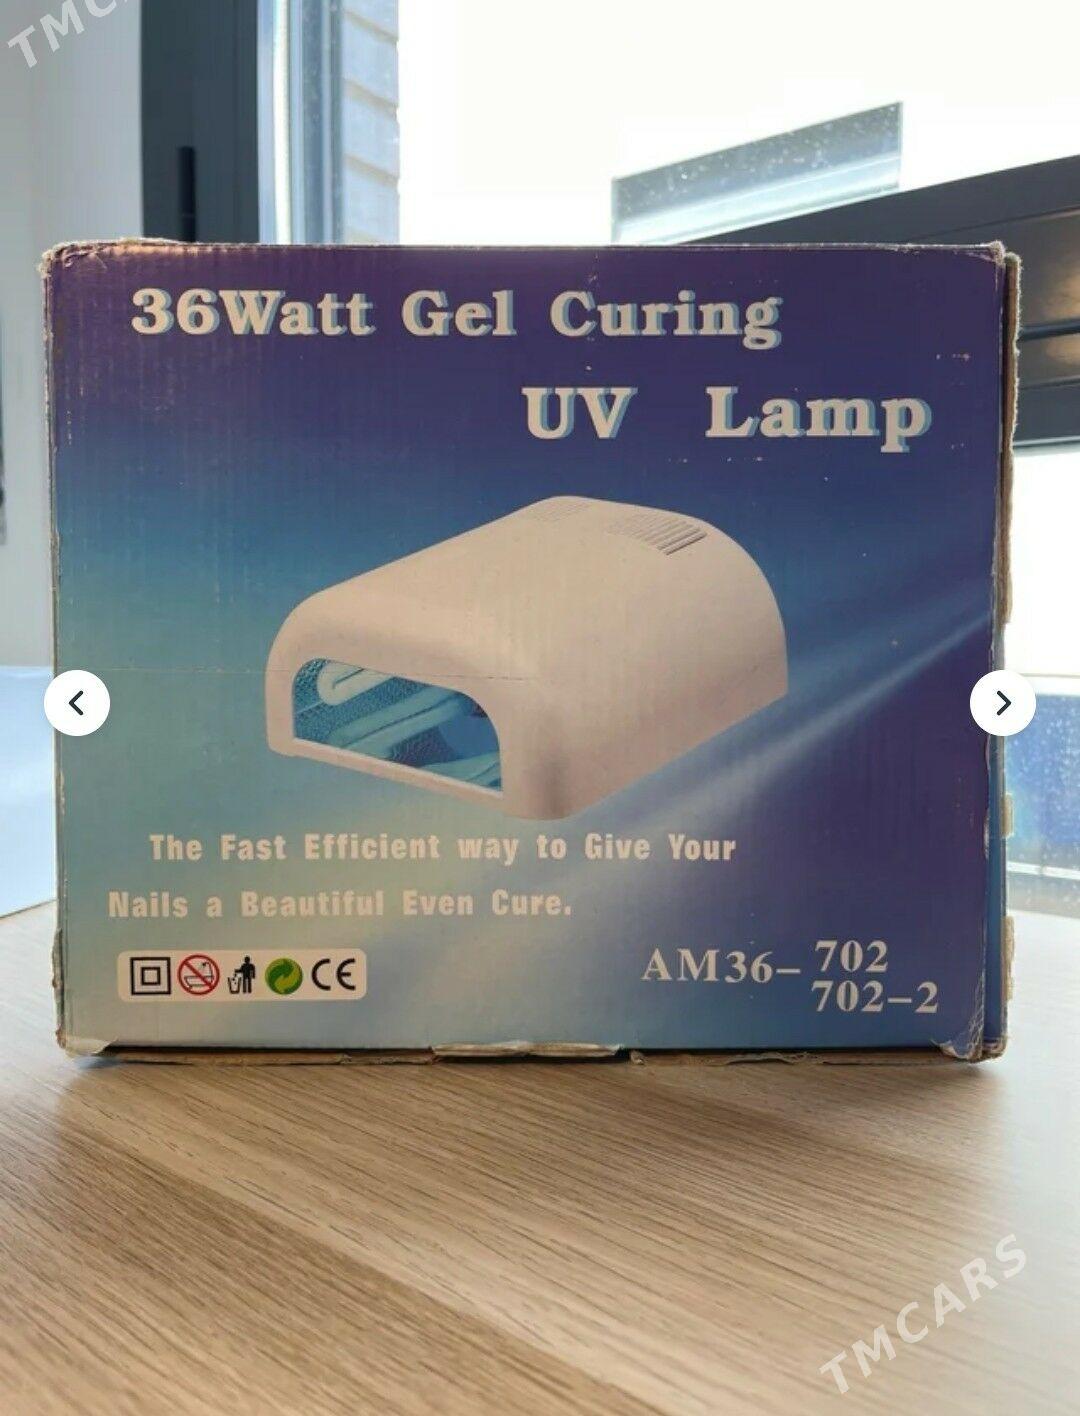 TMC
36Watt Gel Curing
UV Lamp
The Fast Efficient way to Give Your
Nails a Beautiful Even Cure.
CE
AM36-702
702-2
TMCARS